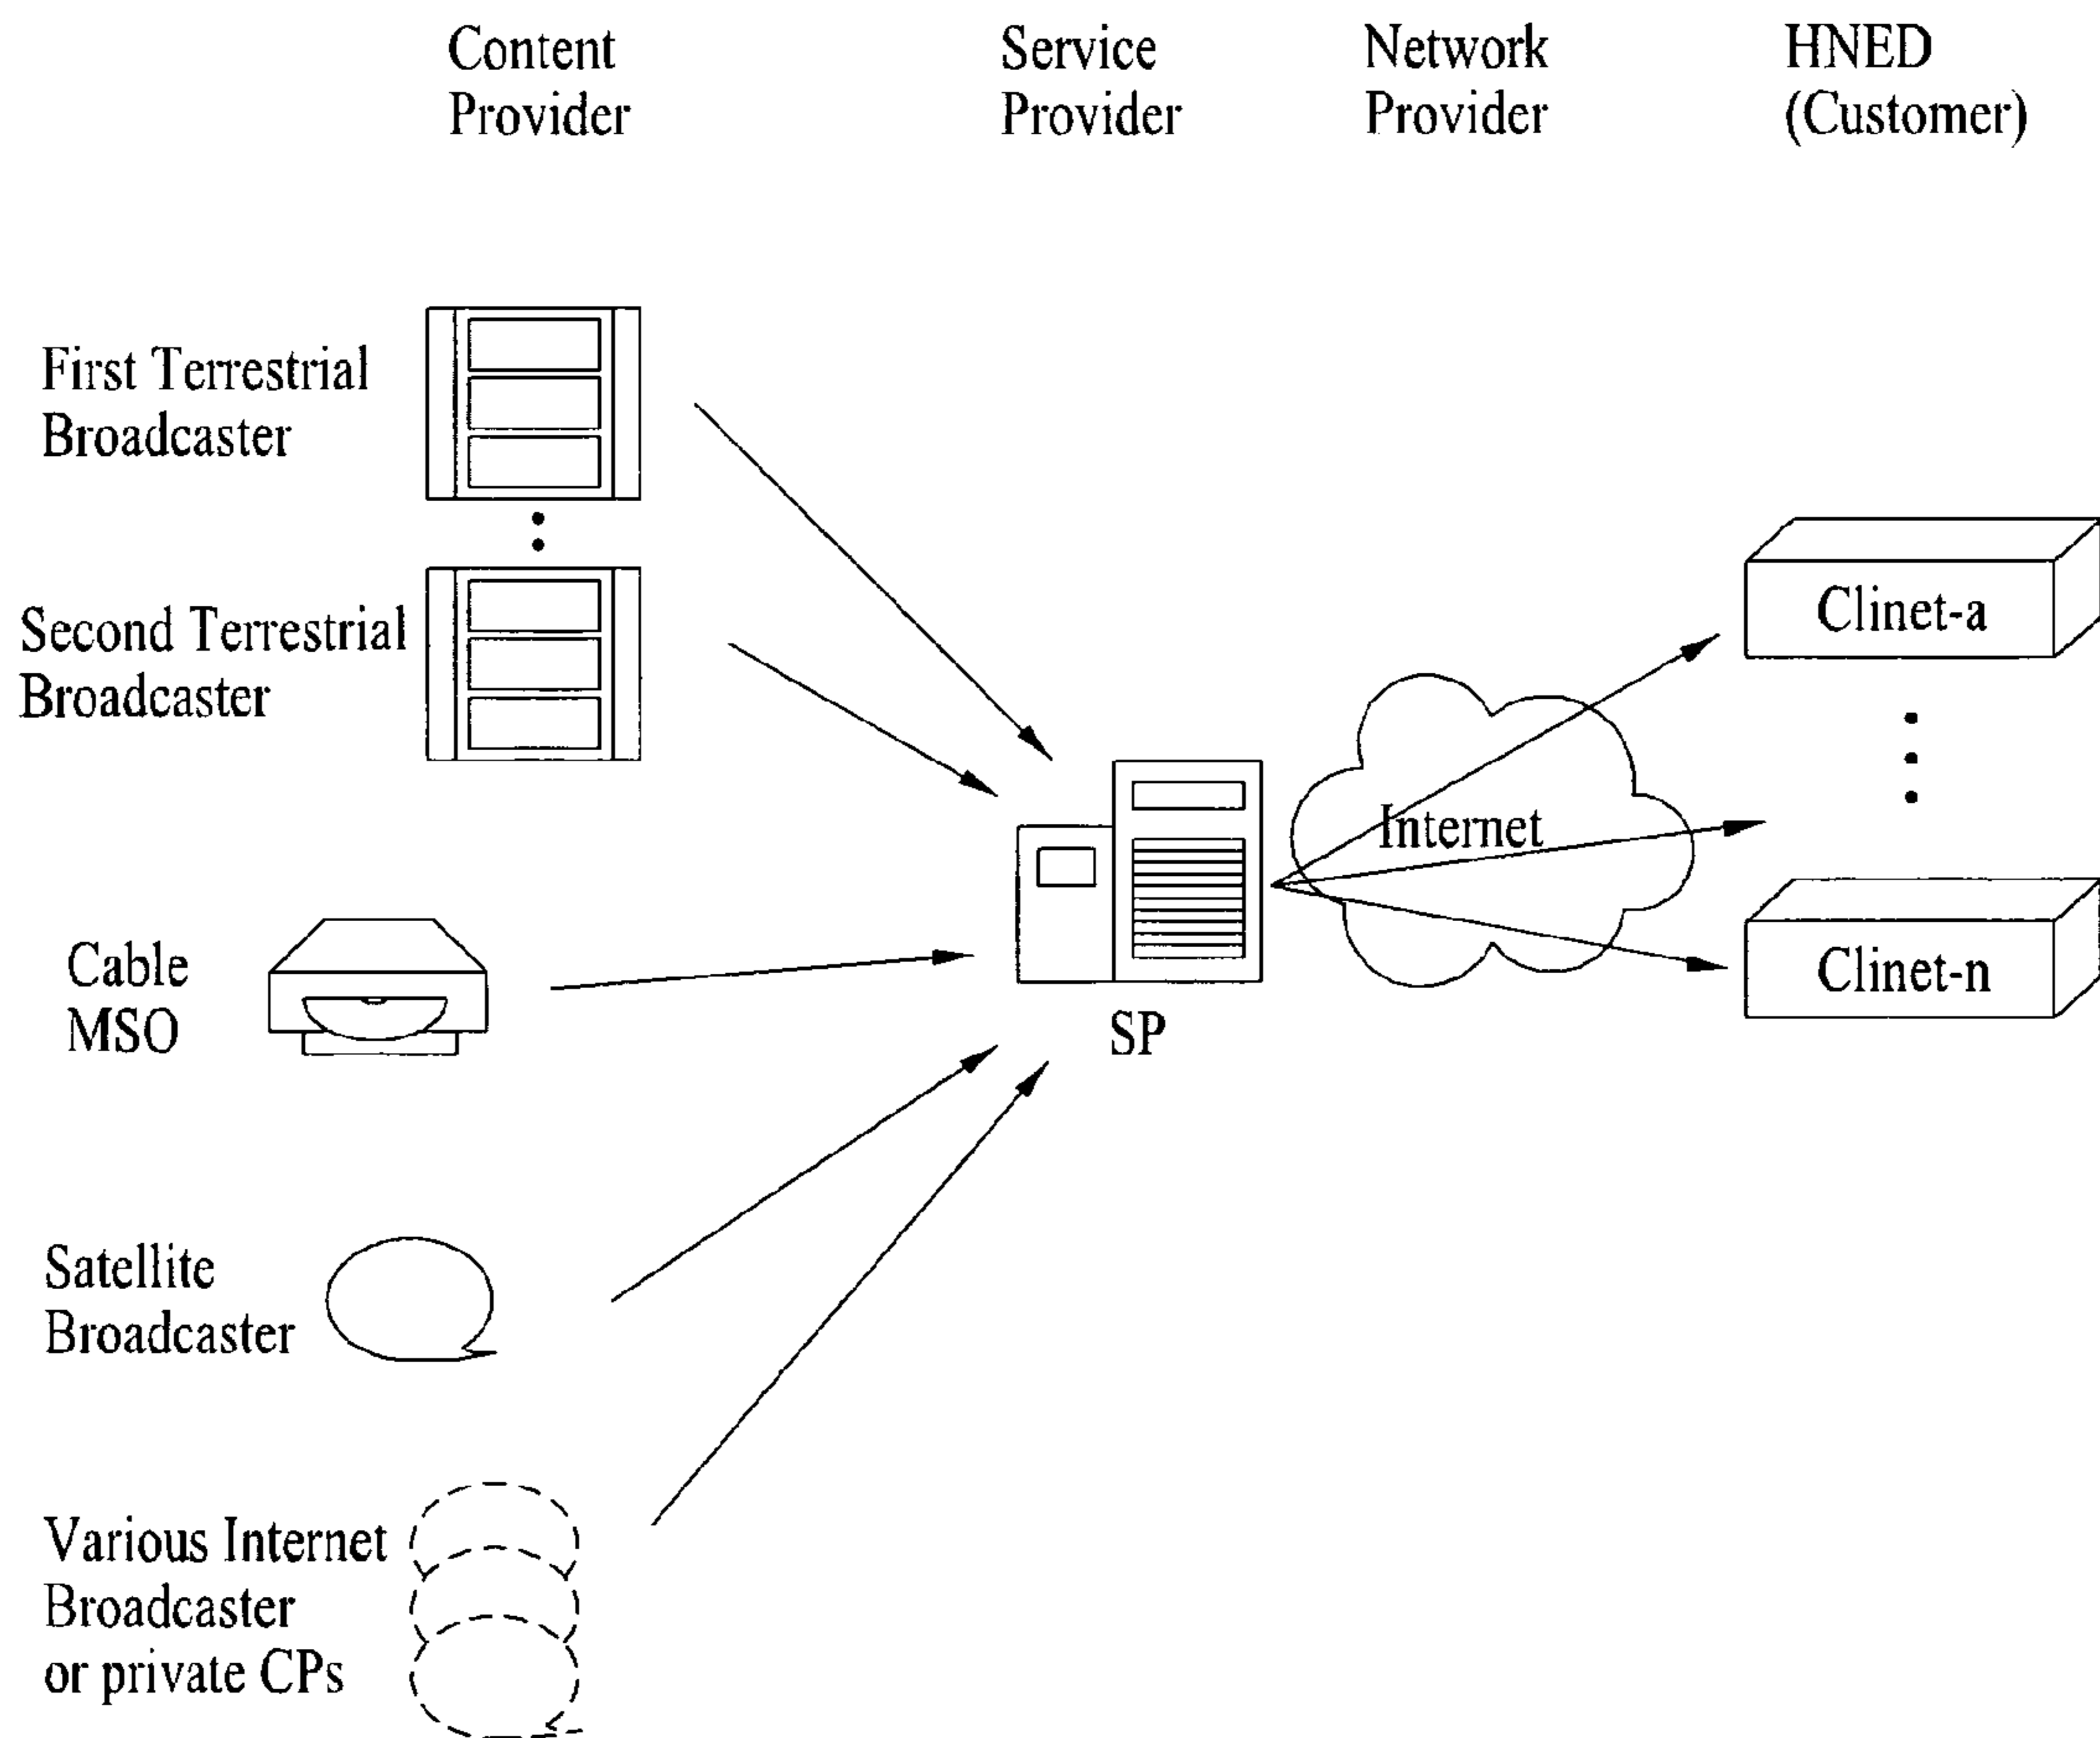 Content
Provider
Service
Provider
Network
Provider
HNED
(Customer)
First Terrestrial
Broadcaster
Second Terrestrial
Broadcaster
Cable
MSO
Satellite
Broadcaster
Various Internet
Broadcaster
or private CPs
SP
Internet
Clinet-a
Clinet-n